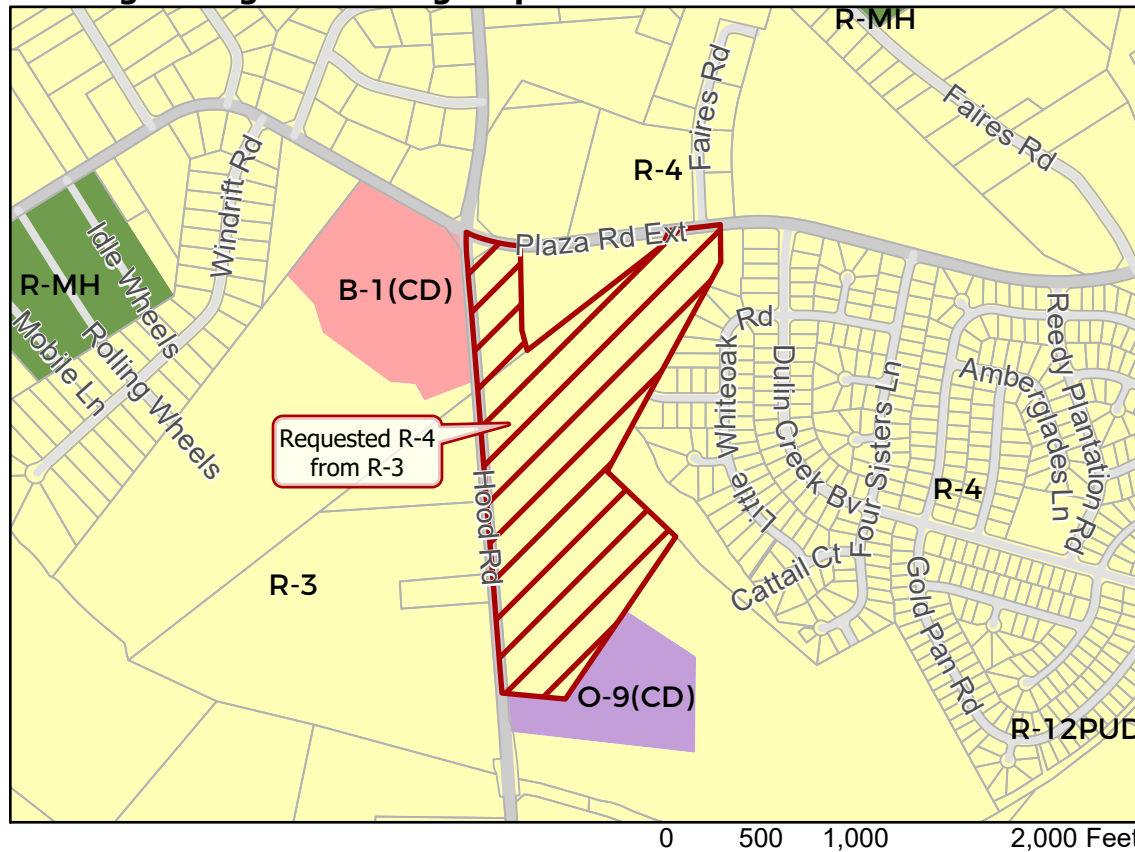 R-MH
Faires Rd
Faires Rd
R-4
Windrift Rd
Plaza Rd Ext
R-MH
Idle Wheels
B-1(CD)
Mobile Ln
Rolling Wheels
Whiteoak Rd
Little
Dulin Creek Bv
Four Sisters Ln
Reedy Plantation Rd
Amberglades Ln
Requested R-4
from R-3
Hood Rd
R-4
R-3
Cattail Ct
Gold Pan Rd
O-9(CD)
R-12PUD
0 500 1,000 2,000 Feet